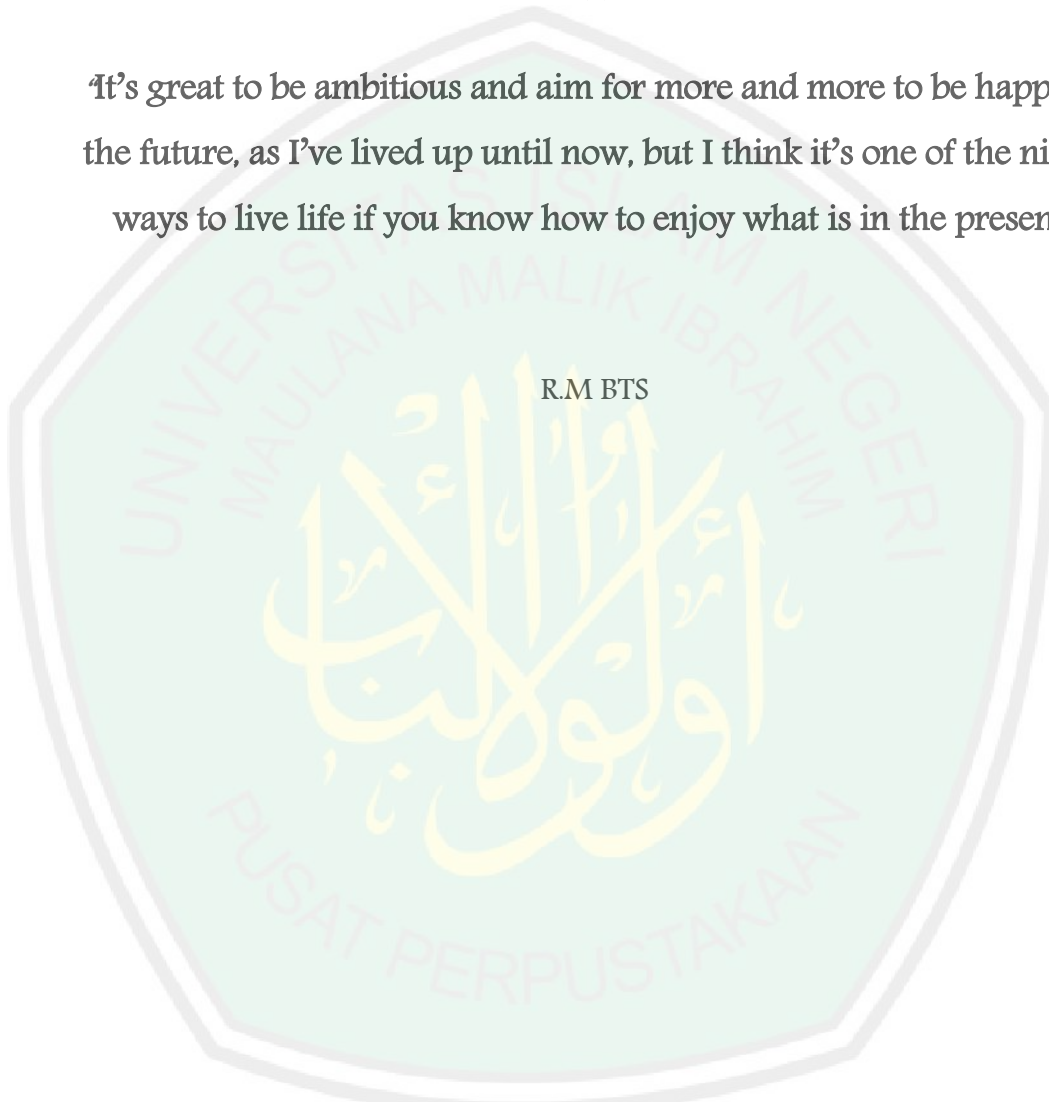 “It’s great to be ambitious and aim for more and more to be happ
the future, as I’ve lived up until now, but I think it’s one of the ni
ways to live life if you know how to enjoy what is in the presen
UNIVERSITAS ISLAM NEGERI
MAULANA MALIK IBRAHIM
R.M BTS
أولوا الألباب
PUSAT PERPUSTAKAAN